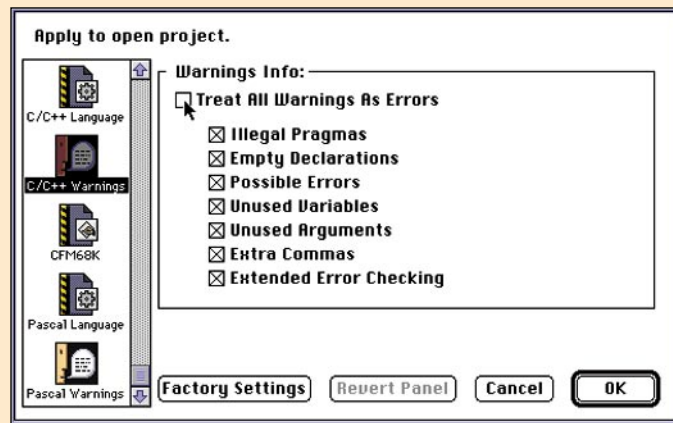 Apply to open project.
C/C++ Language
C/C++ Warnings
CFM68K
Pascal Language
Pascal Warnings
Warnings Info:
Treat All Warnings As Errors
Illegal Pragmas
Empty Declarations
Possible Errors
Unused Variables
Unused Arguments
Extra Commas
Extended Error Checking
Factory Settings
Revert Panel
Cancel
OK